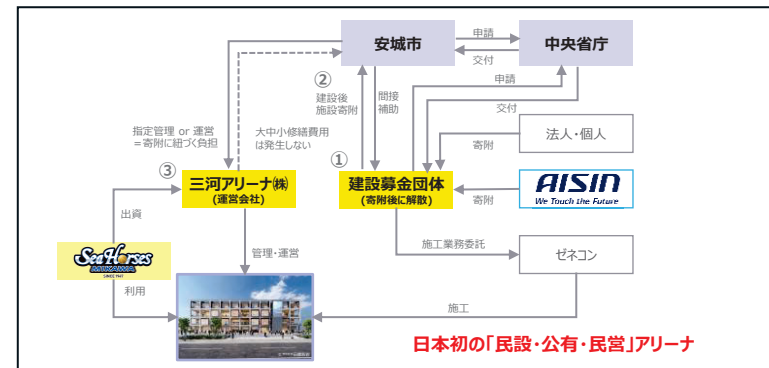 安城市
中央省庁
申請
交付
②
建設後
施設寄附
間接
補助
申請
交付
指定管理 or 運営
＝寄附に紐づく負担
大中小修繕費用
は発生しない
法人・個人
寄附
①
③
三河アリーナ㈱
(運営会社)
建設募金団体
(寄附後に解散)
AISIN
We Touch the Future
寄附
出資
SeaHorses
MIKAWA
SINCE 1947
管理・運営
施工業務委託
ゼネコン
利用
施工
日本初の「民設・公有・民営」アリーナ